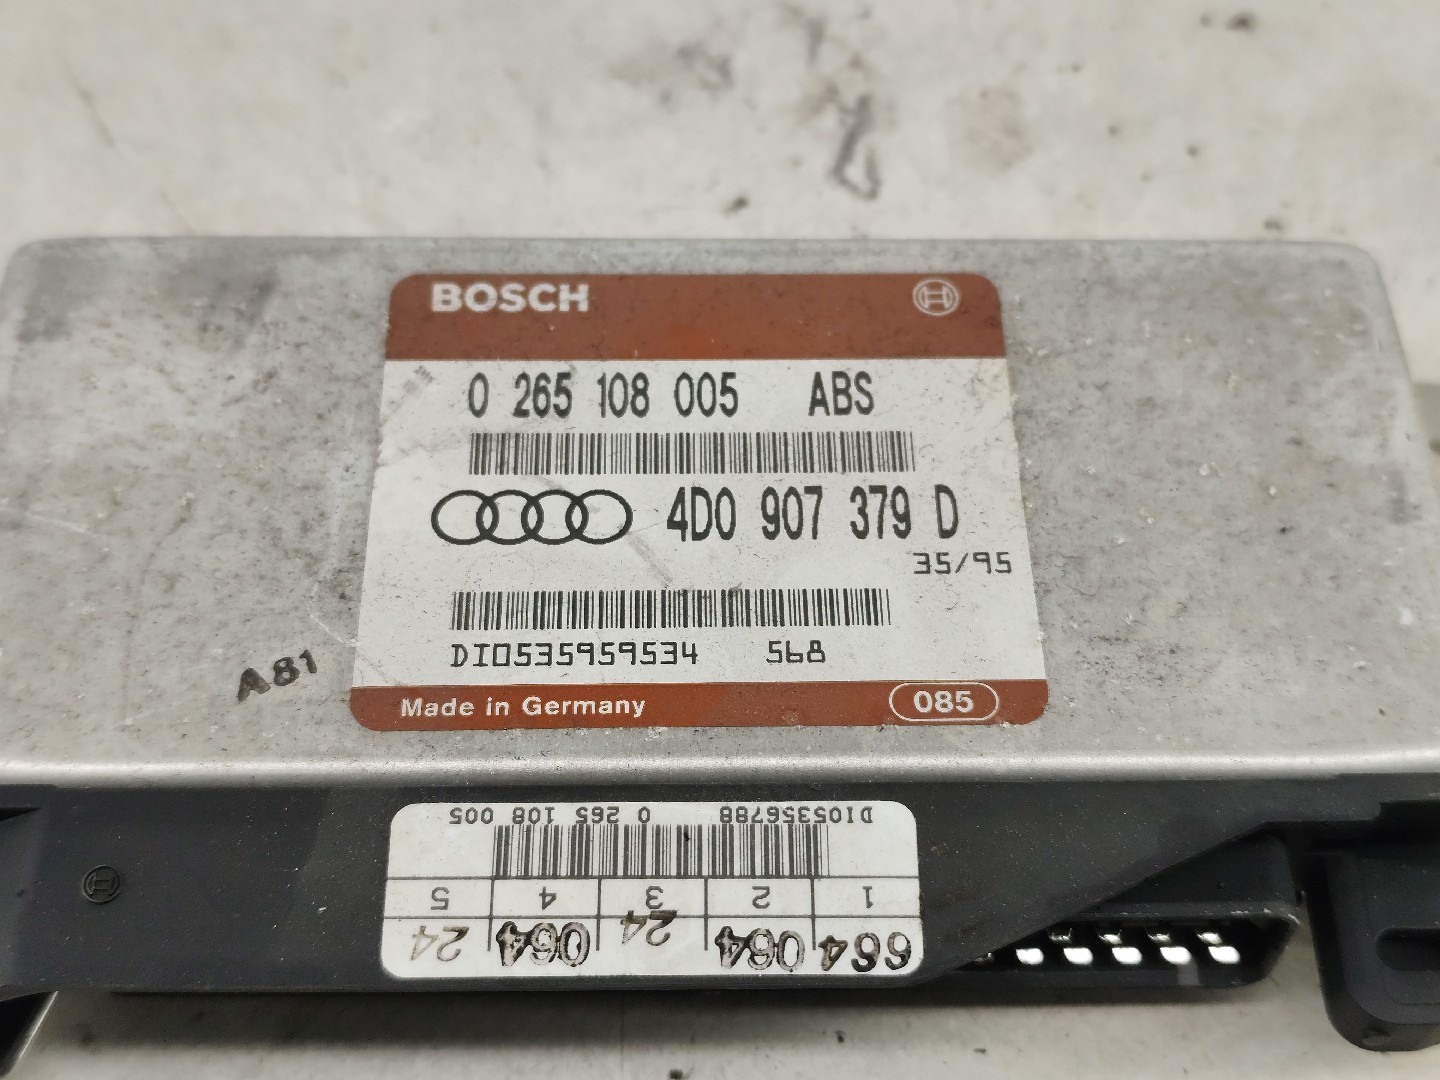 BOSCH
0 265 108 005 ABS
4D0 907 379 D
35/95
DI0535959534 568
A81
Made in Germany 085
DI05356788 0 265 108 005
1 2 3 4 5
664 064 24 064 24